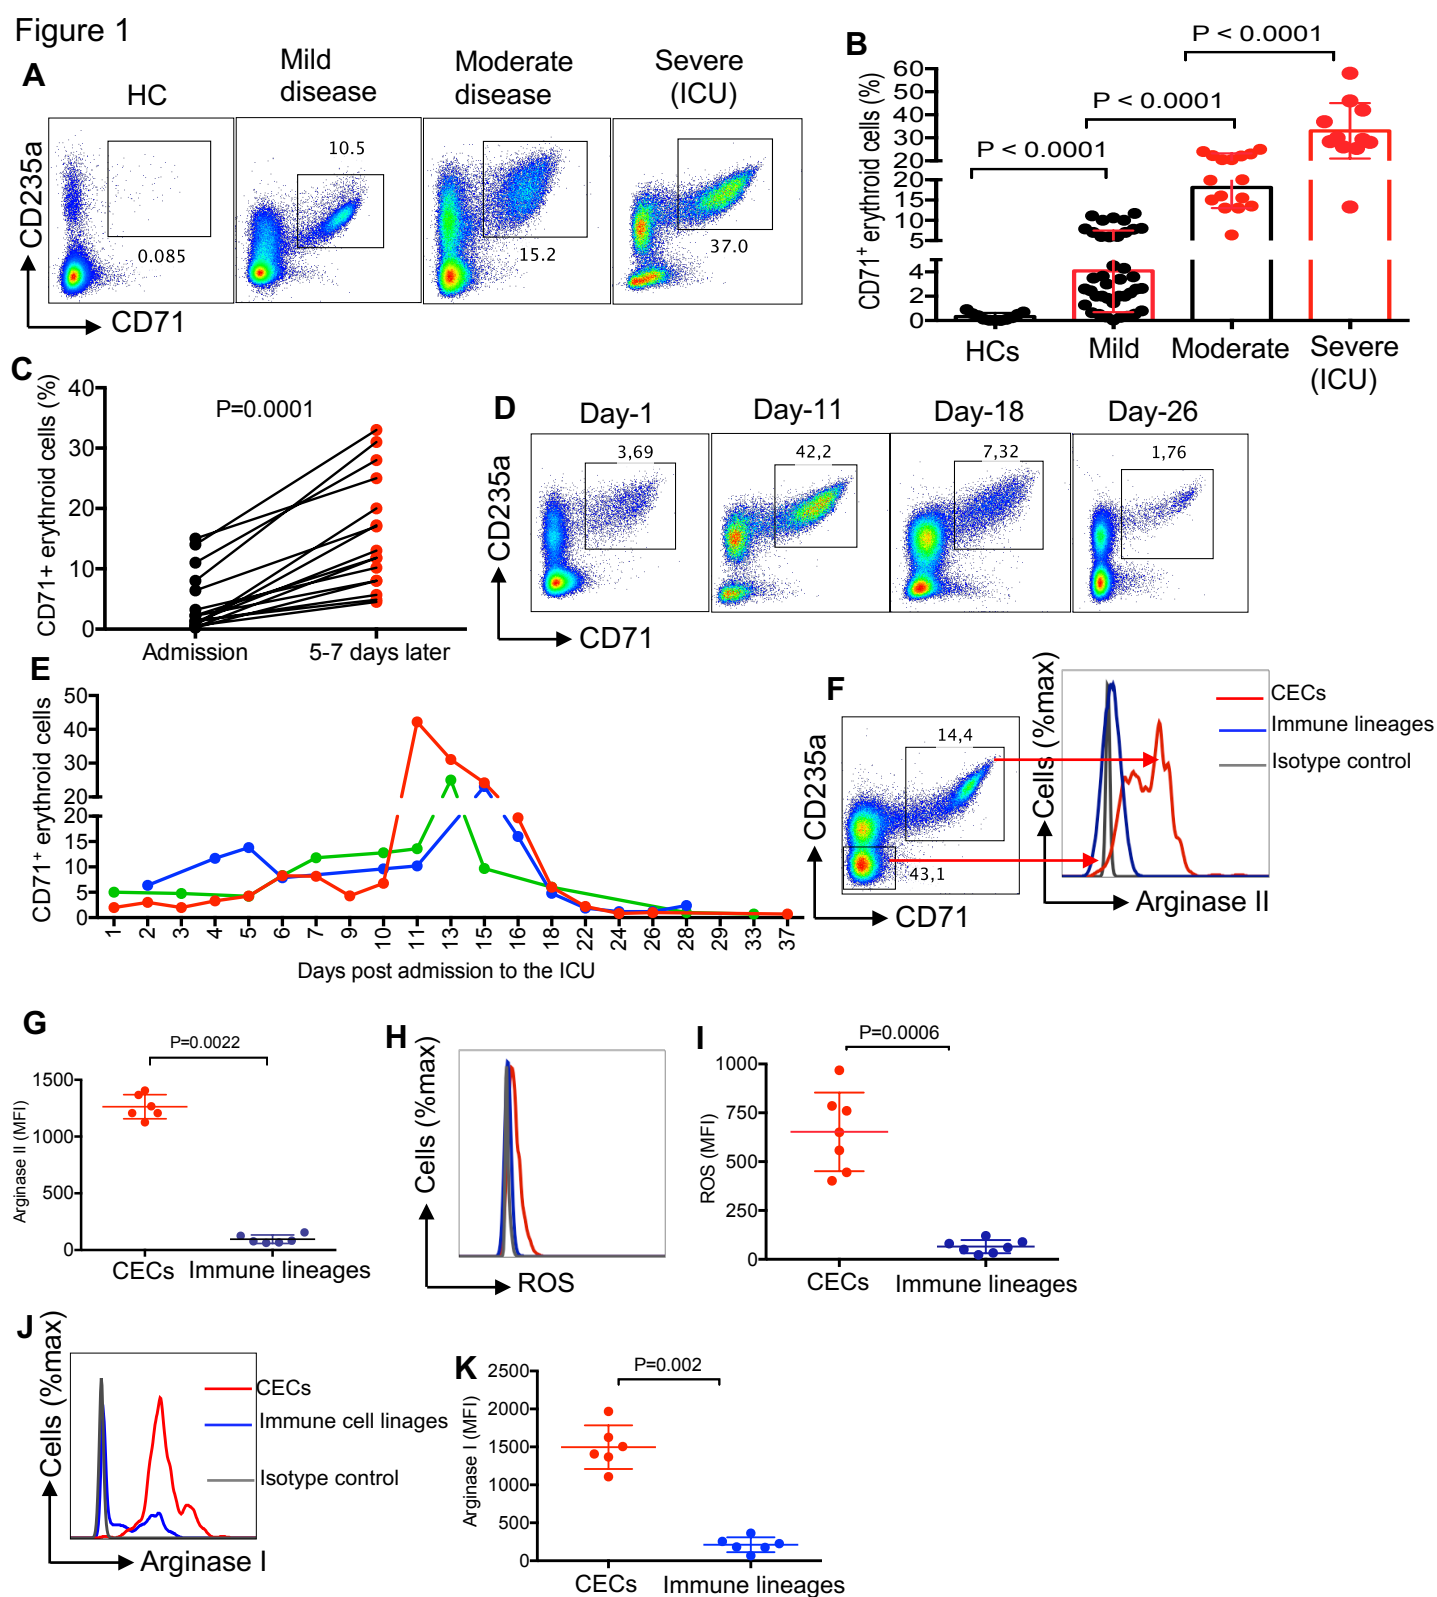 Figure 1
A
HC
Mild
disease
Moderate
disease
Severe
(ICU)
CD235a
0.085
10.5
15.2
37.0
CD71
B
P < 0.0001
P < 0.0001
P < 0.0001
CD71+ erythroid cells (%)
60
50
40
30
20
20
15
10
5
4
2
0
HCs
Mild
Moderate
Severe
(ICU)
C
P=0.0001
CD71+ erythroid cells (%)
40
30
20
10
0
Admission
5-7 days later
D
Day-1
Day-11
Day-18
Day-26
CD235a
3,69
42,2
7,32
1,76
CD71
E
CD71+ erythroid cells
50
40
30
20
20
15
10
5
0
1 2 3 4 5 6 7 9 10 11 13 15 16 18 22 24 26 28 29 33 37
Days post admission to the ICU
F
CD235a
14,4
43,1
CD71
Cells (%max)
CECs
Immune lineages
Isotype control
Arginase II
G
P=0.0022
Arginase II (MFI)
1500
1000
500
0
CECs
Immune lineages
H
Cells (%max)
ROS
I
P=0.0006
ROS (MFI)
1000
750
500
250
0
CECs
Immune lineages
J
Cells (%max)
CECs
Immune cell linages
Isotype control
Arginase I
K
P=0.002
Arginase I (MFI)
2500
2000
1500
1000
500
0
CECs
Immune lineages